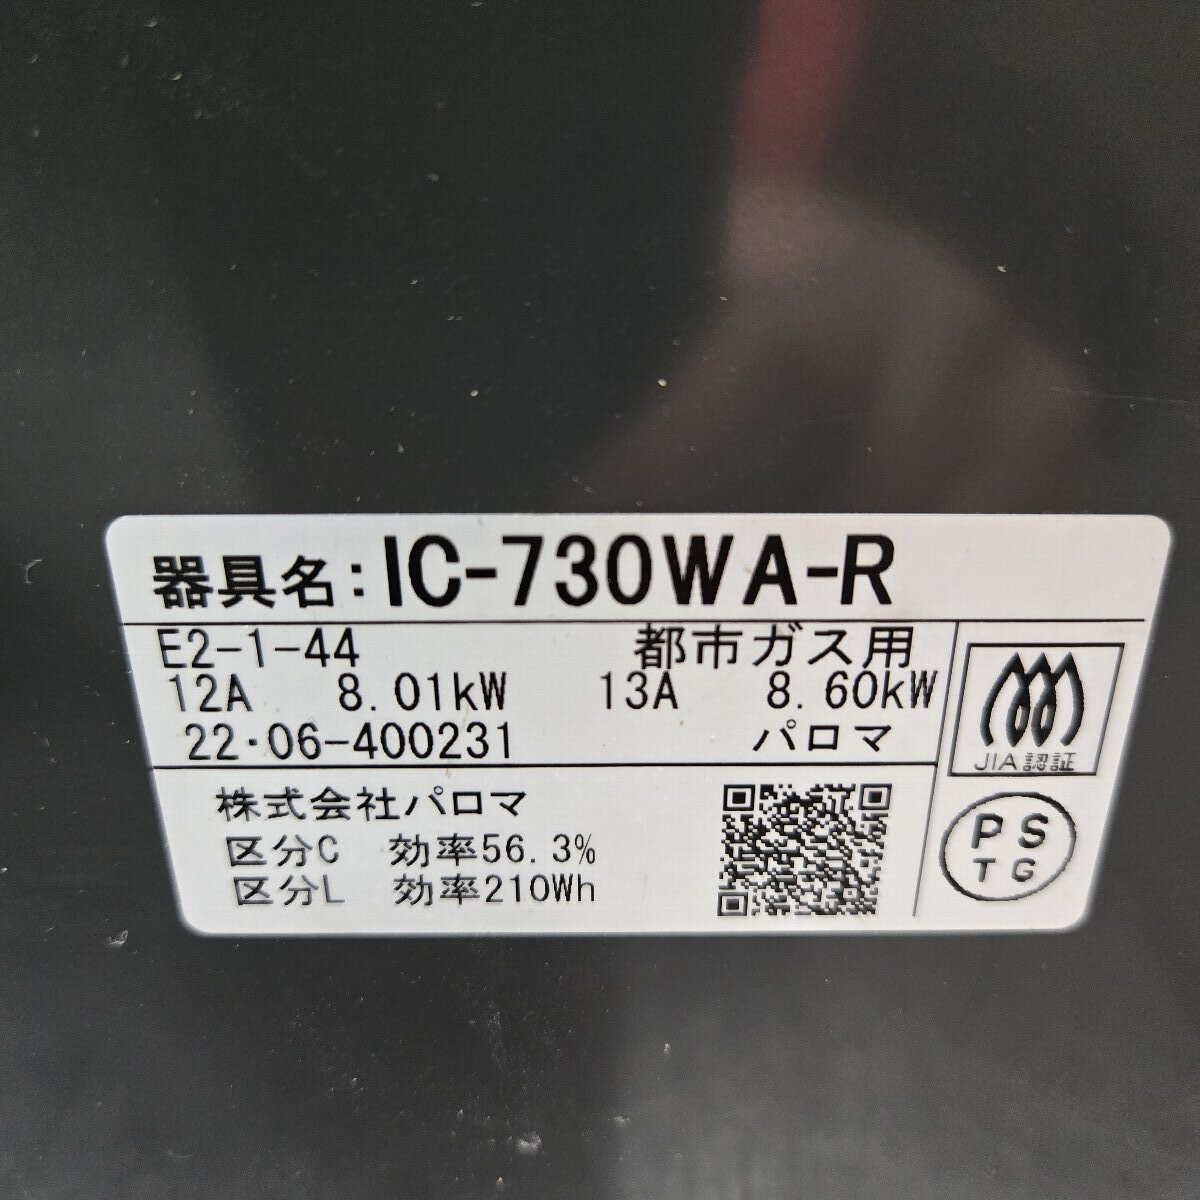 器具名:IC-730WA-R
E2-1-44 都市ガス用
12A 8.01kW 13A 8.60kW
22・06-400231 パロマ
JIA認証
株式会社パロマ
区分C 効率56.3%
区分L 効率210Wh
PS
TG